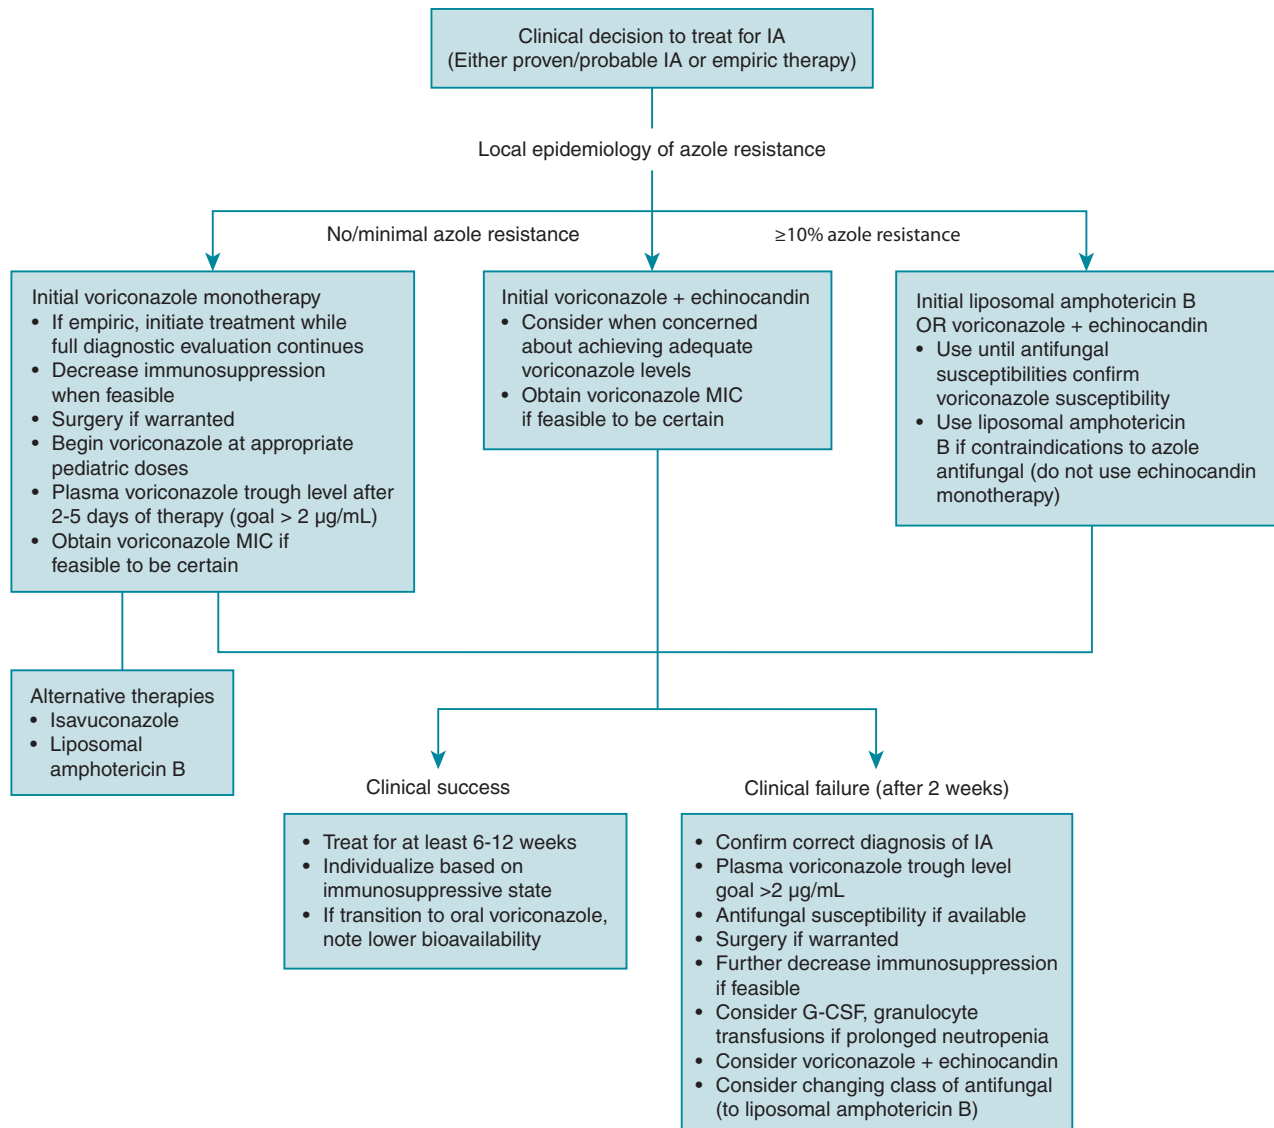 Clinical decision to treat for IA
(Either proven/probable IA or empiric therapy)
Local epidemiology of azole resistance
No/minimal azole resistance
≥10% azole resistance
Initial voriconazole monotherapy
• If empiric, initiate treatment while
full diagnostic evaluation continues
• Decrease immunosuppression
when feasible
• Surgery if warranted
• Begin voriconazole at appropriate
pediatric doses
• Plasma voriconazole trough level after
2-5 days of therapy (goal > 2 µg/mL)
• Obtain voriconazole MIC if
feasible to be certain
Initial voriconazole + echinocandin
• Consider when concerned
about achieving adequate
voriconazole levels
• Obtain voriconazole MIC
if feasible to be certain
Initial liposomal amphotericin B
OR voriconazole + echinocandin
• Use until antifungal
susceptibilities confirm
voriconazole susceptibility
• Use liposomal amphotericin
B if contraindications to azole
antifungal (do not use echinocandin
monotherapy)
Alternative therapies
• Isavuconazole
• Liposomal
amphotericin B
Clinical success
• Treat for at least 6-12 weeks
• Individualize based on
immunosuppressive state
• If transition to oral voriconazole,
note lower bioavailability
Clinical failure (after 2 weeks)
• Confirm correct diagnosis of IA
• Plasma voriconazole trough level
goal >2 µg/mL
• Antifungal susceptibility if available
• Surgery if warranted
• Further decrease immunosuppression
if feasible
• Consider G-CSF, granulocyte
transfusions if prolonged neutropenia
• Consider voriconazole + echinocandin
• Consider changing class of antifungal
(to liposomal amphotericin B)